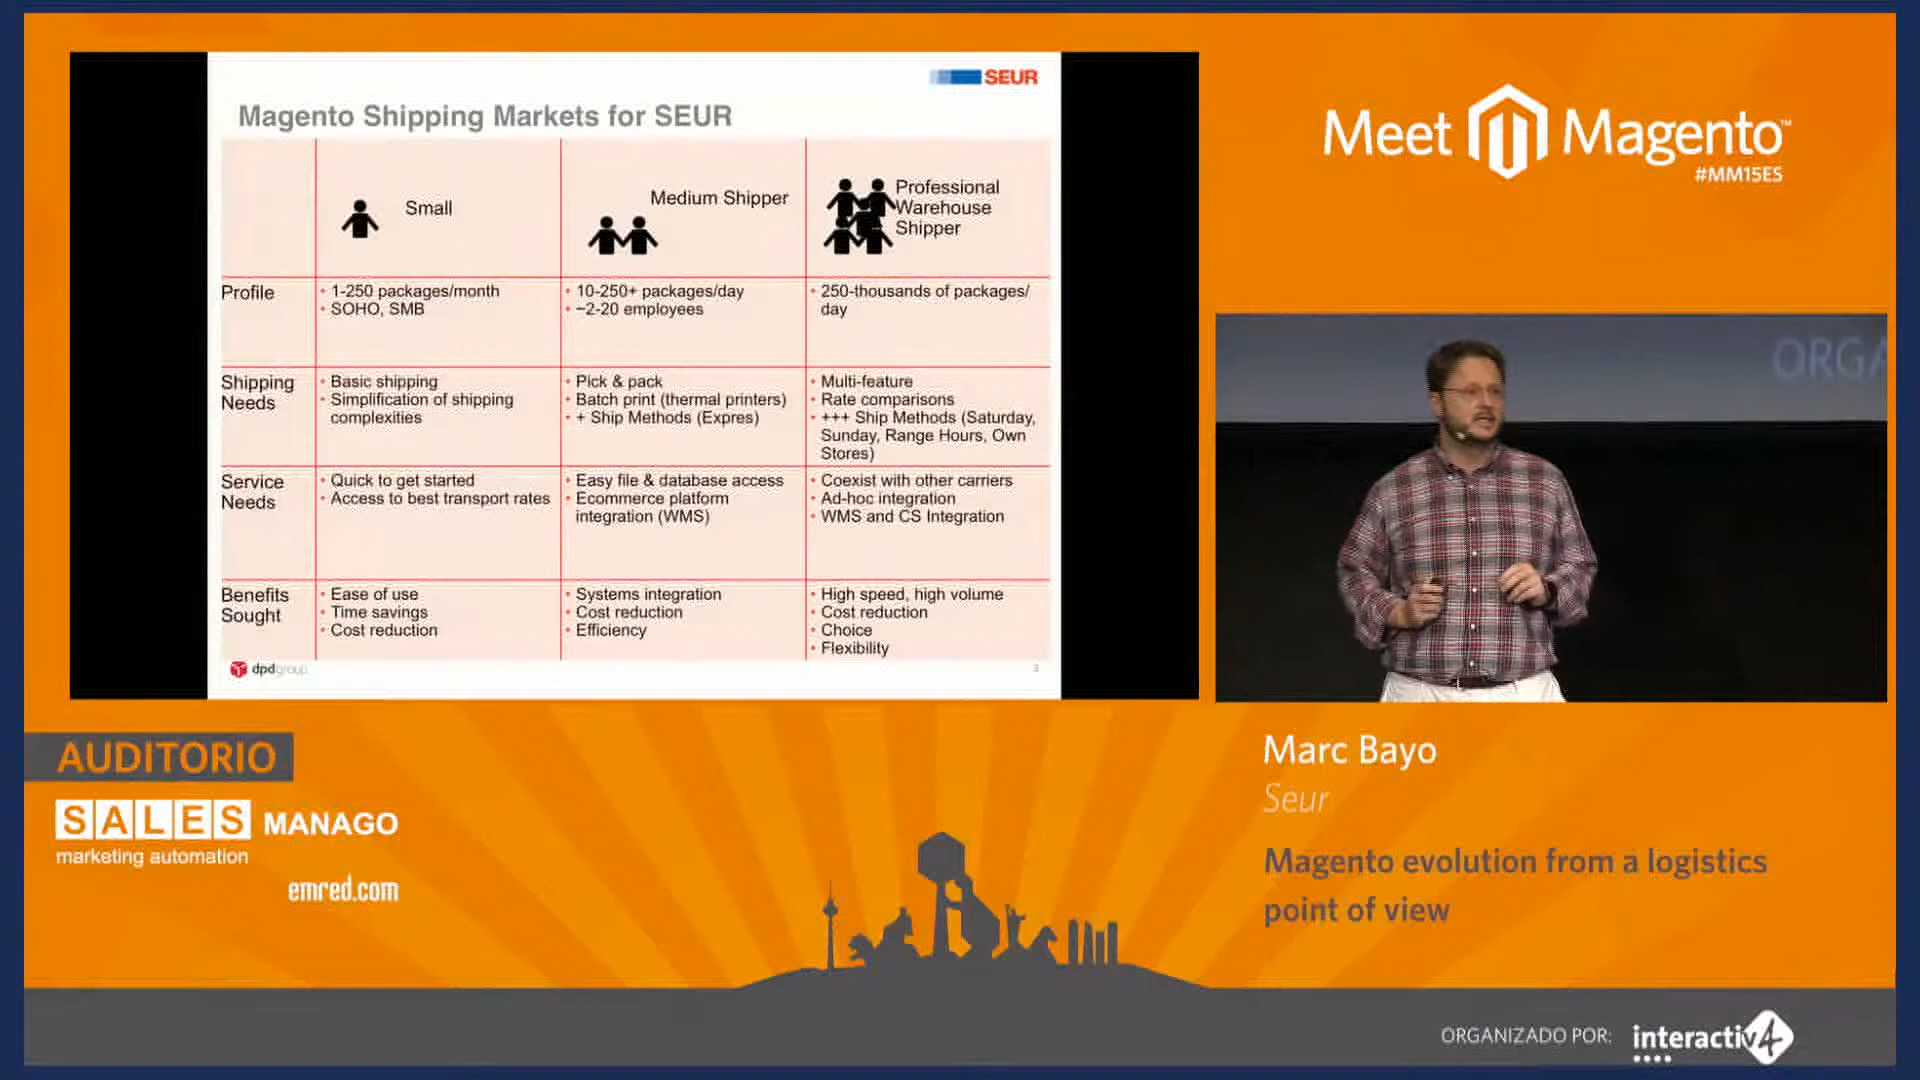 SEUR
Magento Shipping Markets for SEUR
Small
Medium Shipper
Professional
Warehouse
Shipper
Profile
• 1-250 packages/month
• SOHO, SMB
• 10-250+ packages/day
• ~2-20 employees
• 250-thousands of packages/
day
Shipping
Needs
• Basic shipping
• Simplification of shipping
complexities
• Pick & pack
• Batch print (thermal printers)
• + Ship Methods (Expres)
• Multi-feature
• Rate comparisons
• +++ Ship Methods (Saturday,
Sunday, Range Hours, Own
Stores)
Service
Needs
• Quick to get started
• Access to best transport rates
• Easy file & database access
• Ecommerce platform
integration (WMS)
• Coexist with other carriers
• Ad-hoc integration
• WMS and CS Integration
Benefits
Sought
• Ease of use
• Time savings
• Cost reduction
• Systems integration
• Cost reduction
• Efficiency
• High speed, high volume
• Cost reduction
• Choice
• Flexibility
dpdgroup
3
Meet Magento™
#MM15ES
ORGA
AUDITORIO
SALES MANAGO
marketing automation
emred.com
Marc Bayo
Seur
Magento evolution from a logistics
point of view
ORGANIZADO POR: interactiv4